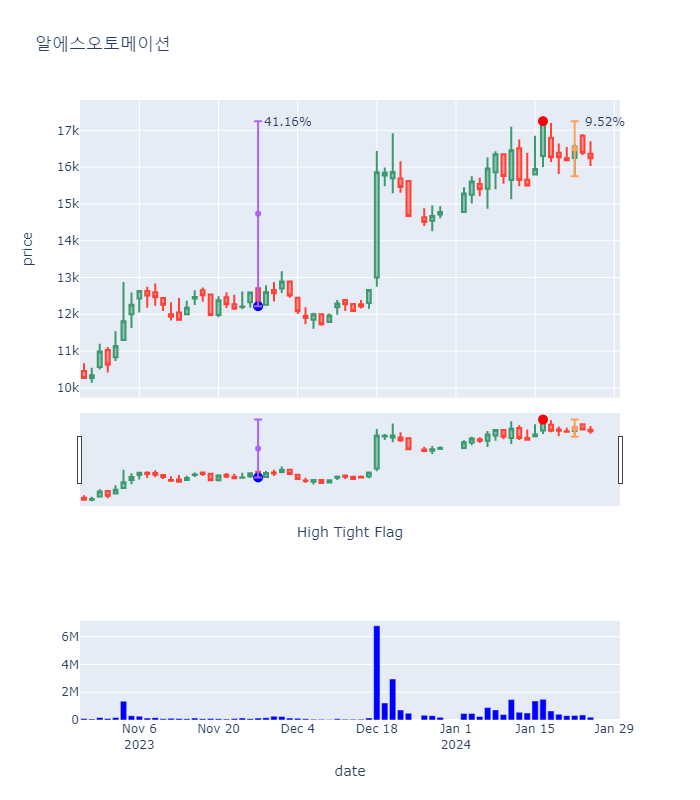 알에스오토메이션
41.16%
9.52%
17k
16k
15k
14k
13k
12k
11k
10k
price
High Tight Flag
6M
4M
2M
0
Nov 6
2023
Nov 20
Dec 4
Dec 18
Jan 1
2024
Jan 15
Jan 29
date